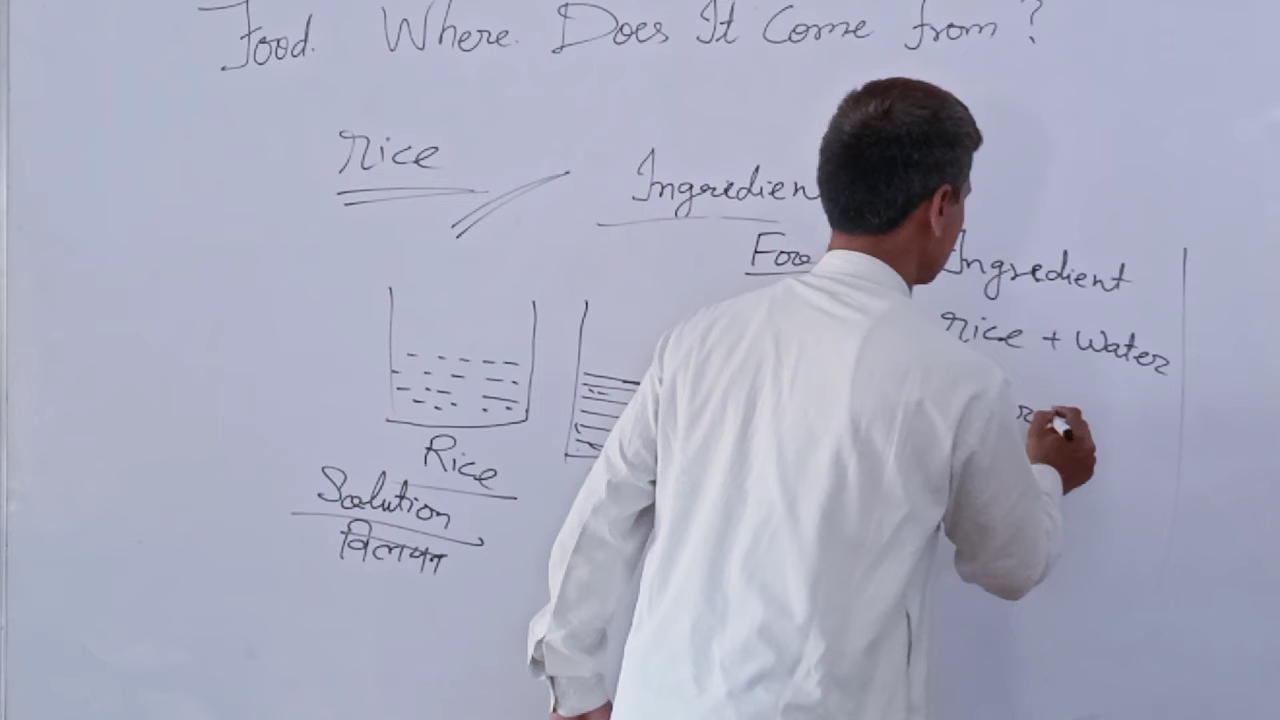 Food. Where Does It Come from ?
Rice
Ingredien
Foo
Ingredient
Rice + Water
Rice
Solution
विलयन